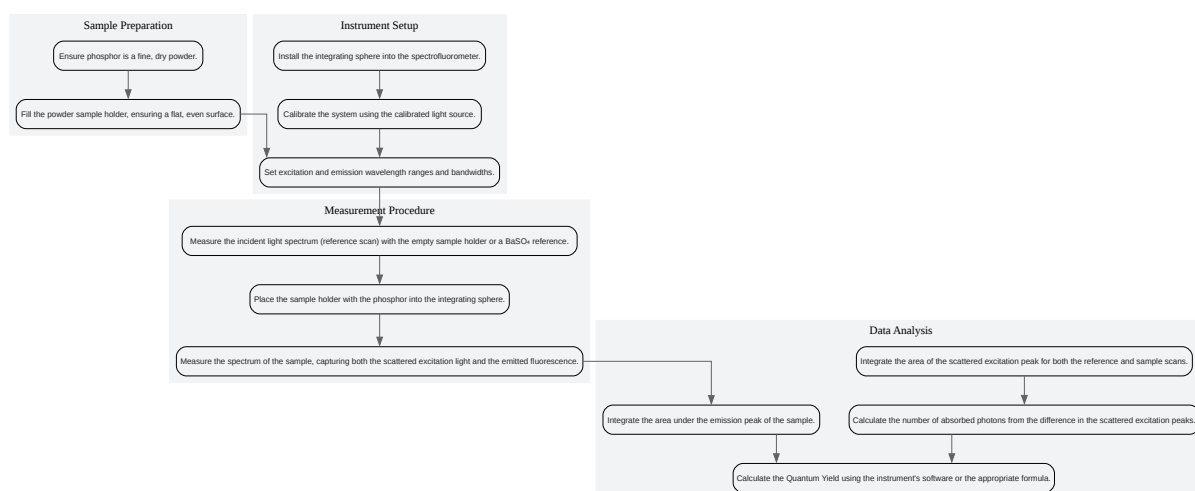 Sample Preparation
Ensure phosphor is a fine, dry powder.
Fill the powder sample holder, ensuring a flat, even surface.
Instrument Setup
Install the integrating sphere into the spectrofluorometer.
Calibrate the system using the calibrated light source.
Set excitation and emission wavelength ranges and bandwidths.
Measurement Procedure
Measure the incident light spectrum (reference scan) with the empty sample holder or a BaSO₄ reference.
Place the sample holder with the phosphor into the integrating sphere.
Measure the spectrum of the sample, capturing both the scattered excitation light and the emitted fluorescence.
Data Analysis
Integrate the area of the scattered excitation peak for both the reference and sample scans.
Integrate the area under the emission peak of the sample.
Calculate the number of absorbed photons from the difference in the scattered excitation peaks.
Calculate the Quantum Yield using the instrument's software or the appropriate formula.